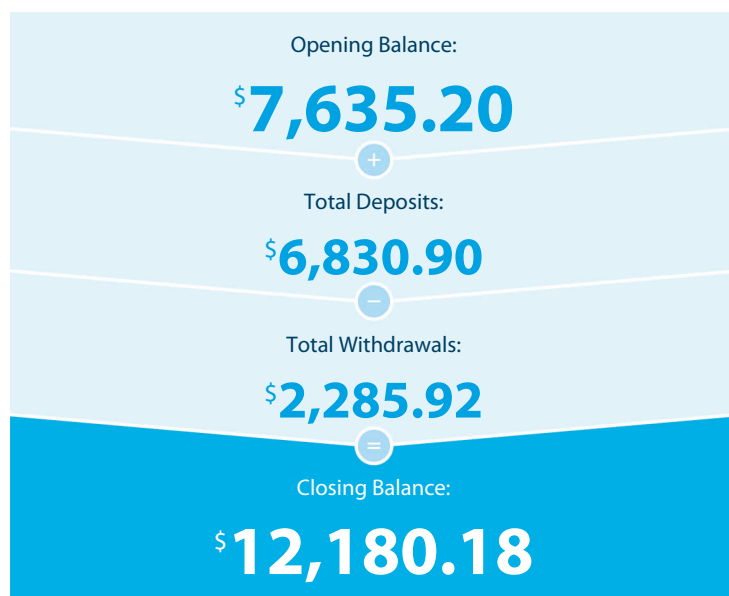 Opening Balance:
$7,635.20
+
Total Deposits:
$6,830.90
−
Total Withdrawals:
$2,285.92
=
Closing Balance:
$12,180.18